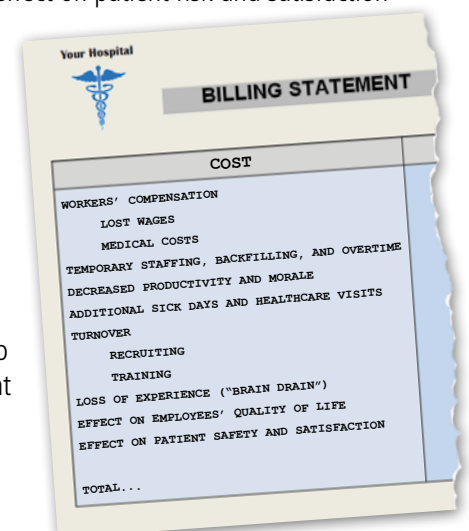 effect on patient risk and satisfaction
Your Hospital
BILLING STATEMENT
COST
WORKERS' COMPENSATION
LOST WAGES
MEDICAL COSTS
TEMPORARY STAFFING, BACKFILLING, AND OVERTIME
DECREASED PRODUCTIVITY AND MORALE
ADDITIONAL SICK DAYS AND HEALTHCARE VISITS
TURNOVER
RECRUITING
TRAINING
LOSS OF EXPERIENCE ("BRAIN DRAIN")
EFFECT ON EMPLOYEES' QUALITY OF LIFE
EFFECT ON PATIENT SAFETY AND SATISFACTION
TOTAL...